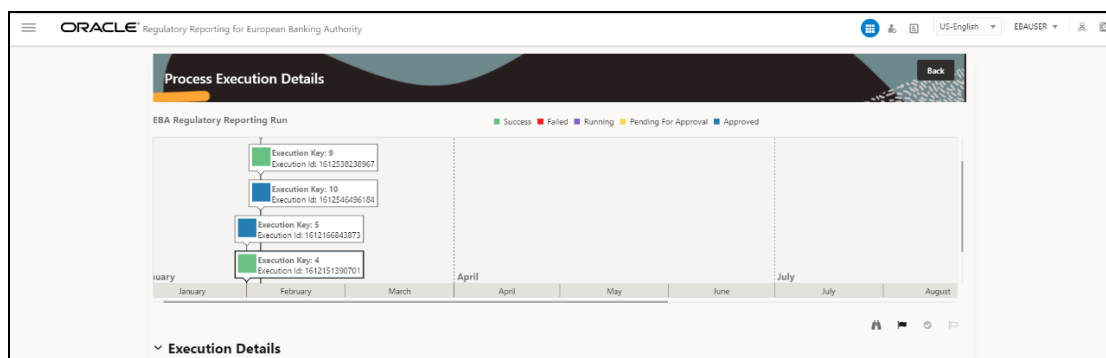 ORACLE® Regulatory Reporting for European Banking Authority
US-English
EBAUSER
Process Execution Details
Back
EBA Regulatory Reporting Run
Success Failed Running Pending For Approval Approved
Execution Key: 9
Execution Id: 1612538238967
Execution Key: 10
Execution Id: 1612546496184
Execution Key: 5
Execution Id: 1612166843873
Execution Key: 4
Execution Id: 1612151390701
uary April July
January February March April May June July August
Execution Details